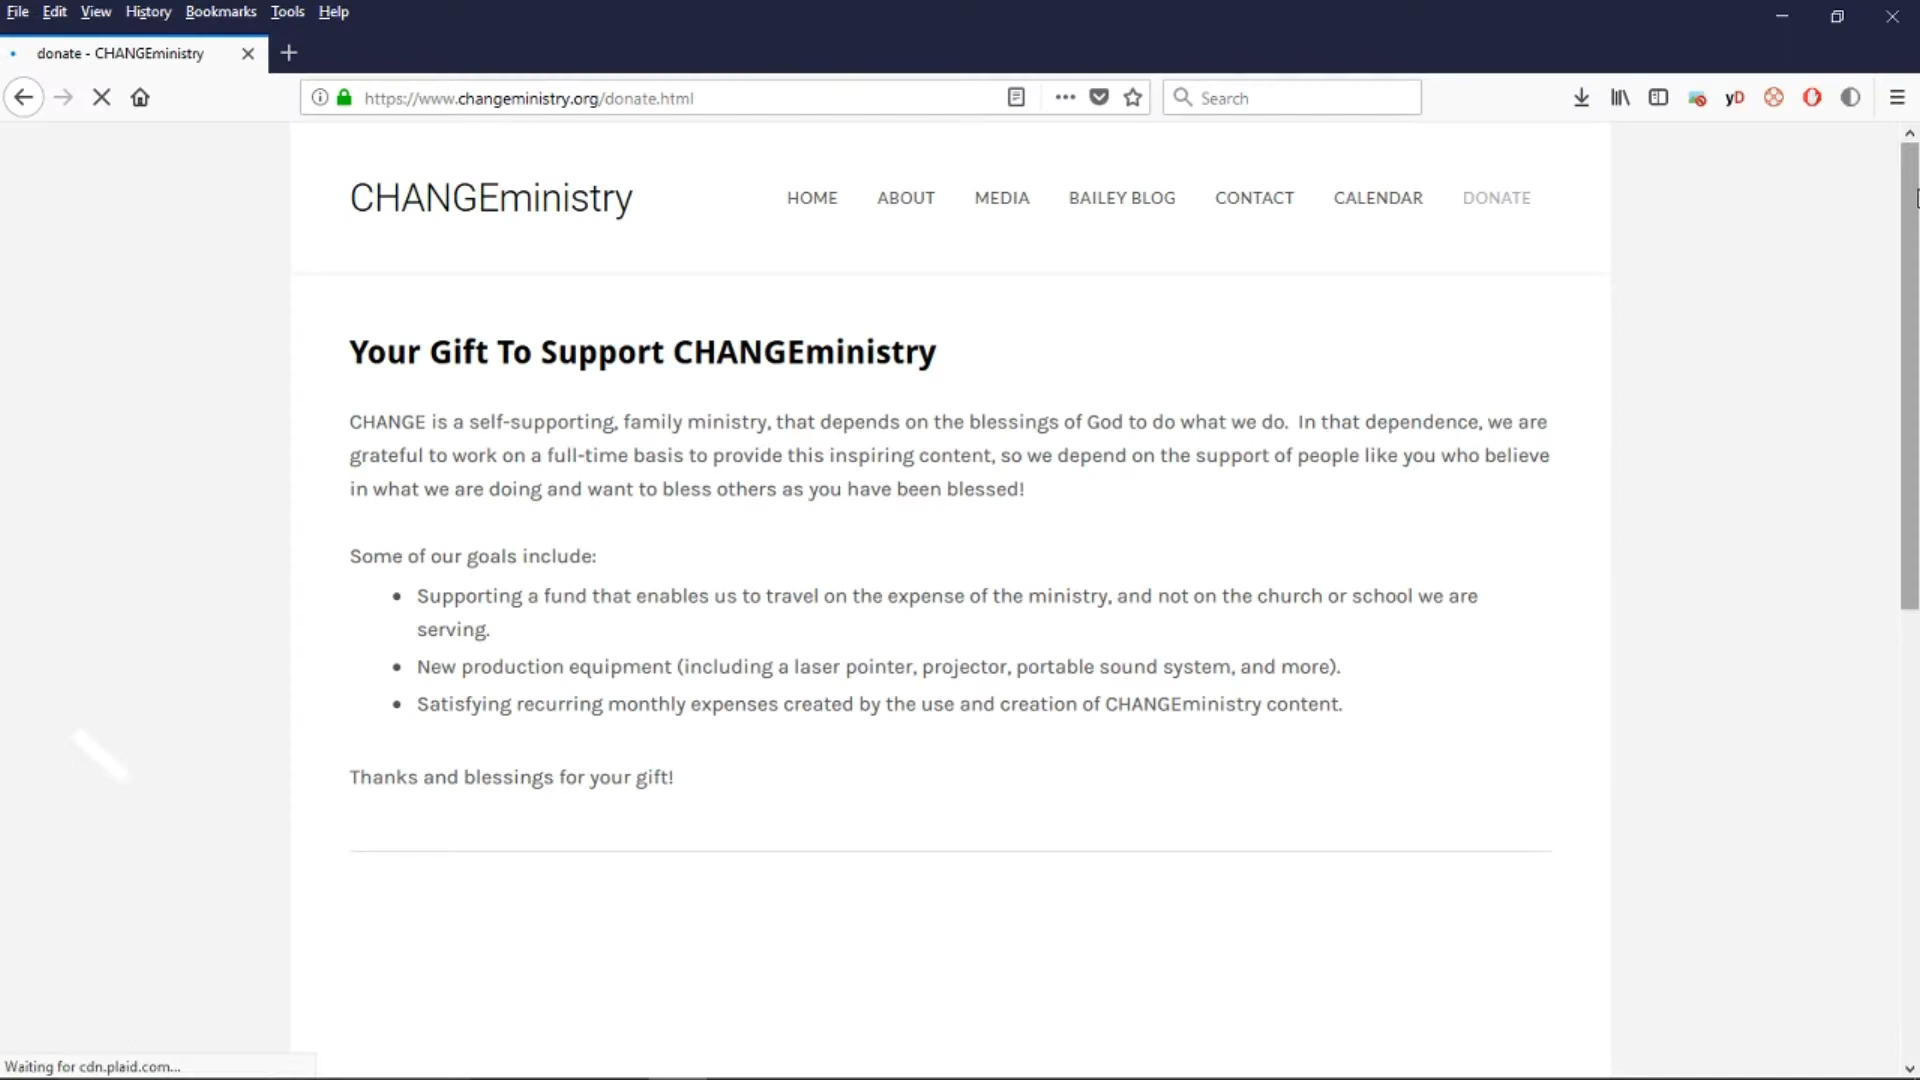 File Edit View History Bookmarks Tools Help
donate - CHANGEministry
https://www.changeministry.org/donate.html
Search
yD
CHANGEministry
HOME ABOUT MEDIA BAILEY BLOG CONTACT CALENDAR DONATE
Your Gift To Support CHANGEministry
CHANGE is a self-supporting, family ministry, that depends on the blessings of God to do what we do. In that dependence, we are
grateful to work on a full-time basis to provide this inspiring content, so we depend on the support of people like you who believe
in what we are doing and want to bless others as you have been blessed!
Some of our goals include:
• Supporting a fund that enables us to travel on the expense of the ministry, and not on the church or school we are
serving.
• New production equipment (including a laser pointer, projector, portable sound system, and more).
• Satisfying recurring monthly expenses created by the use and creation of CHANGEministry content.
Thanks and blessings for your gift!
Waiting for cdn.plaid.com...